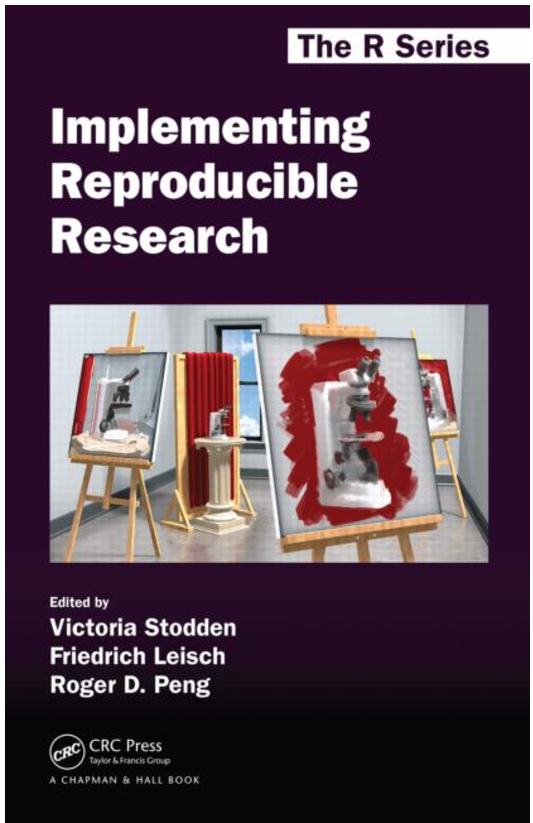 The R Series
Implementing
Reproducible
Research
Edited by
Victoria Stodden
Friedrich Leisch
Roger D. Peng
CRC CRC Press
Taylor & Francis Group
A CHAPMAN & HALL BOOK